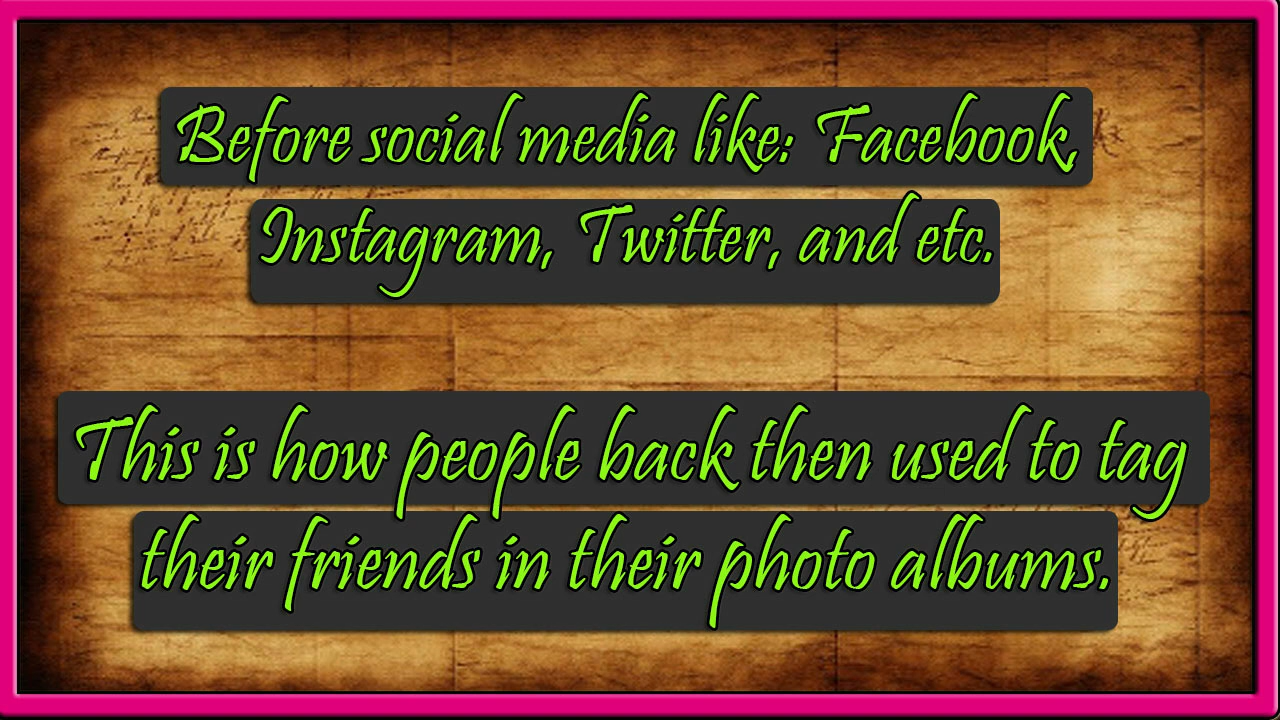 Before social media like: Facebook,
Instagram, Twitter, and etc.
This is how people back then used to tag
their friends in their photo albums.